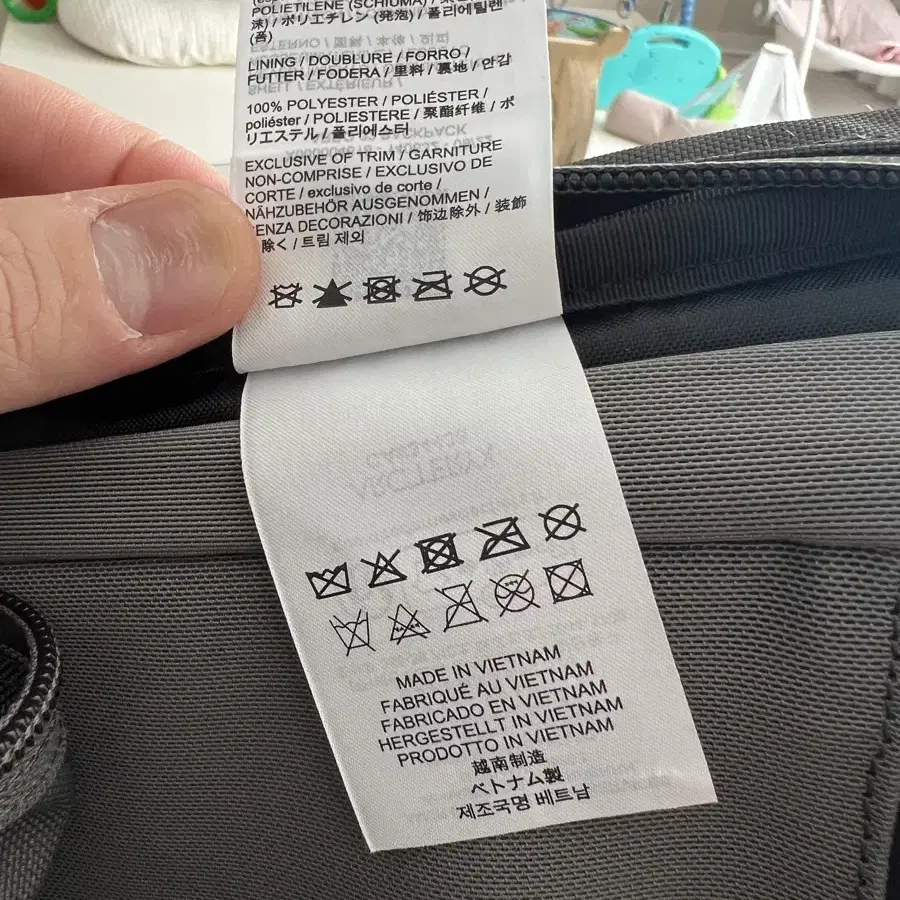 POLIETILENE (SCHIUMA) /
沫) / ポリエチレン (発泡) / 폴리에틸렌
(폼)
LINING / DOUBLURE / FORRO /
FUTTER / FODERA / 里料 / 裏地 / 안감
100% POLYESTER / POLIÉSTER /
poliéster / POLIESTERE / 聚酯纤维 / ポ
リエステル / 폴리에스터
EXCLUSIVE OF TRIM / GARNITURE
NON-COMPRISE / EXCLUSIVO DE
CORTE / exclusivo de corte /
NÄHZUBEHÖR AUSGENOMMEN /
SENZA DECORAZIONI / 饰边除外 / 装飾
除く / 트림 제외
MADE IN VIETNAM
FABRIQUÉ AU VIETNAM
FABRICADO EN VIETNAM
HERGESTELLT IN VIETNAM
PRODOTTO IN VIETNAM
越南制造
ベトナム製
제조국명 베트남